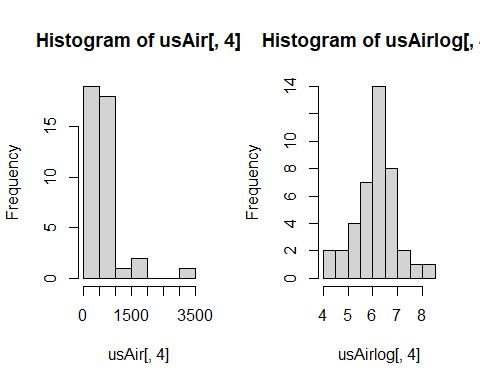 Histogram of usAir[, 4]
Frequency
0 5 10 15
0 1500 3500
usAir[, 4]
Histogram of usAirlog[, 4
Frequency
0 2 4 6 8 10 14
4 5 6 7 8
usAirlog[, 4]